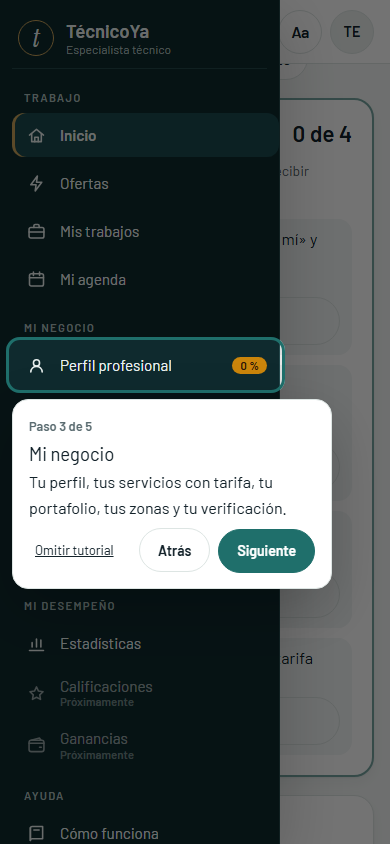 t
TécnicoYa
Especialista técnico
Aa
TE
TRABAJO
Inicio
0 de 4
Ofertas
Mis trabajos
mí» y
Mi agenda
MI NEGOCIO
Perfil profesional
0 %
Paso 3 de 5
Mi negocio
Tu perfil, tus servicios con tarifa, tu
portafolio, tus zonas y tu verificación.
Omitir tutorial
Atrás
Siguiente
MI DESEMPEÑO
Estadísticas
arifa
Calificaciones
Próximamente
Ganancias
Próximamente
AYUDA
Cómo funciona